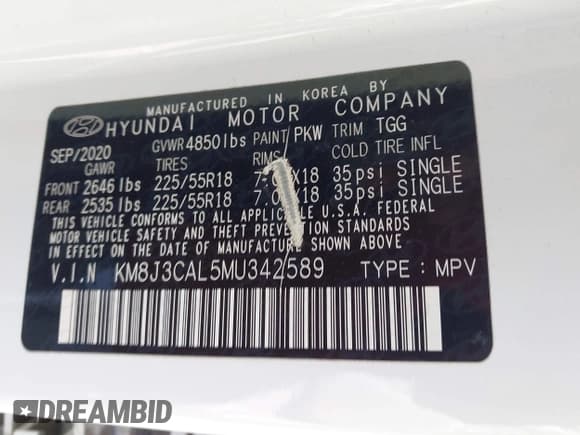 MANUFACTURED IN KOREA BY
HYUNDAI MOTOR COMPANY
SEP/2020 GVWR 4850lbs PAINT PKW TRIM TGG
GAWR TIRES RIMS COLD TIRE INFL
FRONT 2646 lbs 225/55R18 X18 35psi SINGLE
REAR 2535 lbs 225/55R18 X18 35psi SINGLE
THIS VEHICLE CONFORMS TO ALL APPLICABLE U.S.A. FEDERAL
MOTOR VEHICLE SAFETY AND THEFT PREVENTION STANDARDS
IN EFFECT ON THE DATE OF MANUFACTURE SHOWN ABOVE.
V.I.N KM8J3CAL5MU342589 TYPE : MPV
DREAMBID